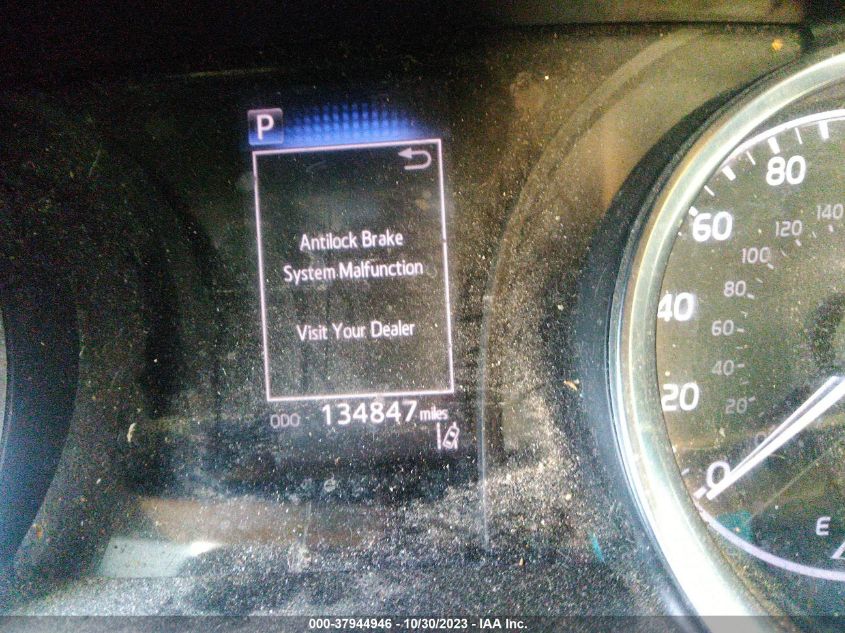 P
Antilock Brake
System Malfunction
Visit Your Dealer
ODO 134847 miles
80
60
40
20
0
140
120
100
80
60
40
20
0
E
000-37944946 - 10/30/2023 - IAA Inc.